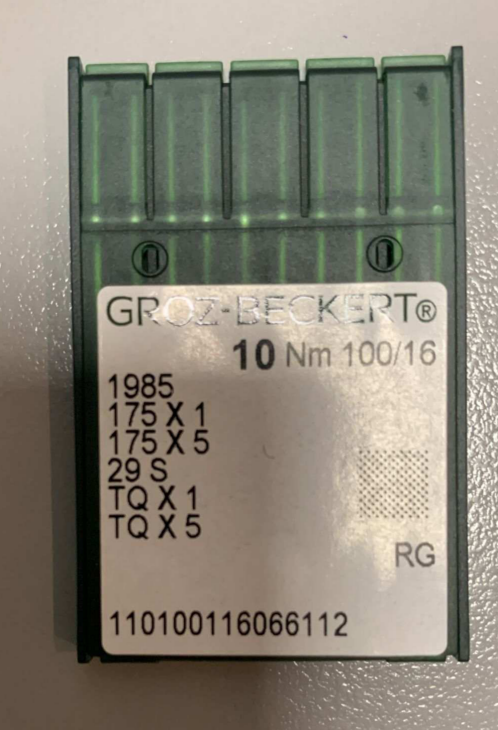 GROZ-BECKERT®
10 Nm 100/16
1985
175 X 1
175 X 5
29 S
TQ X 1
TQ X 5
RG
110100116066112